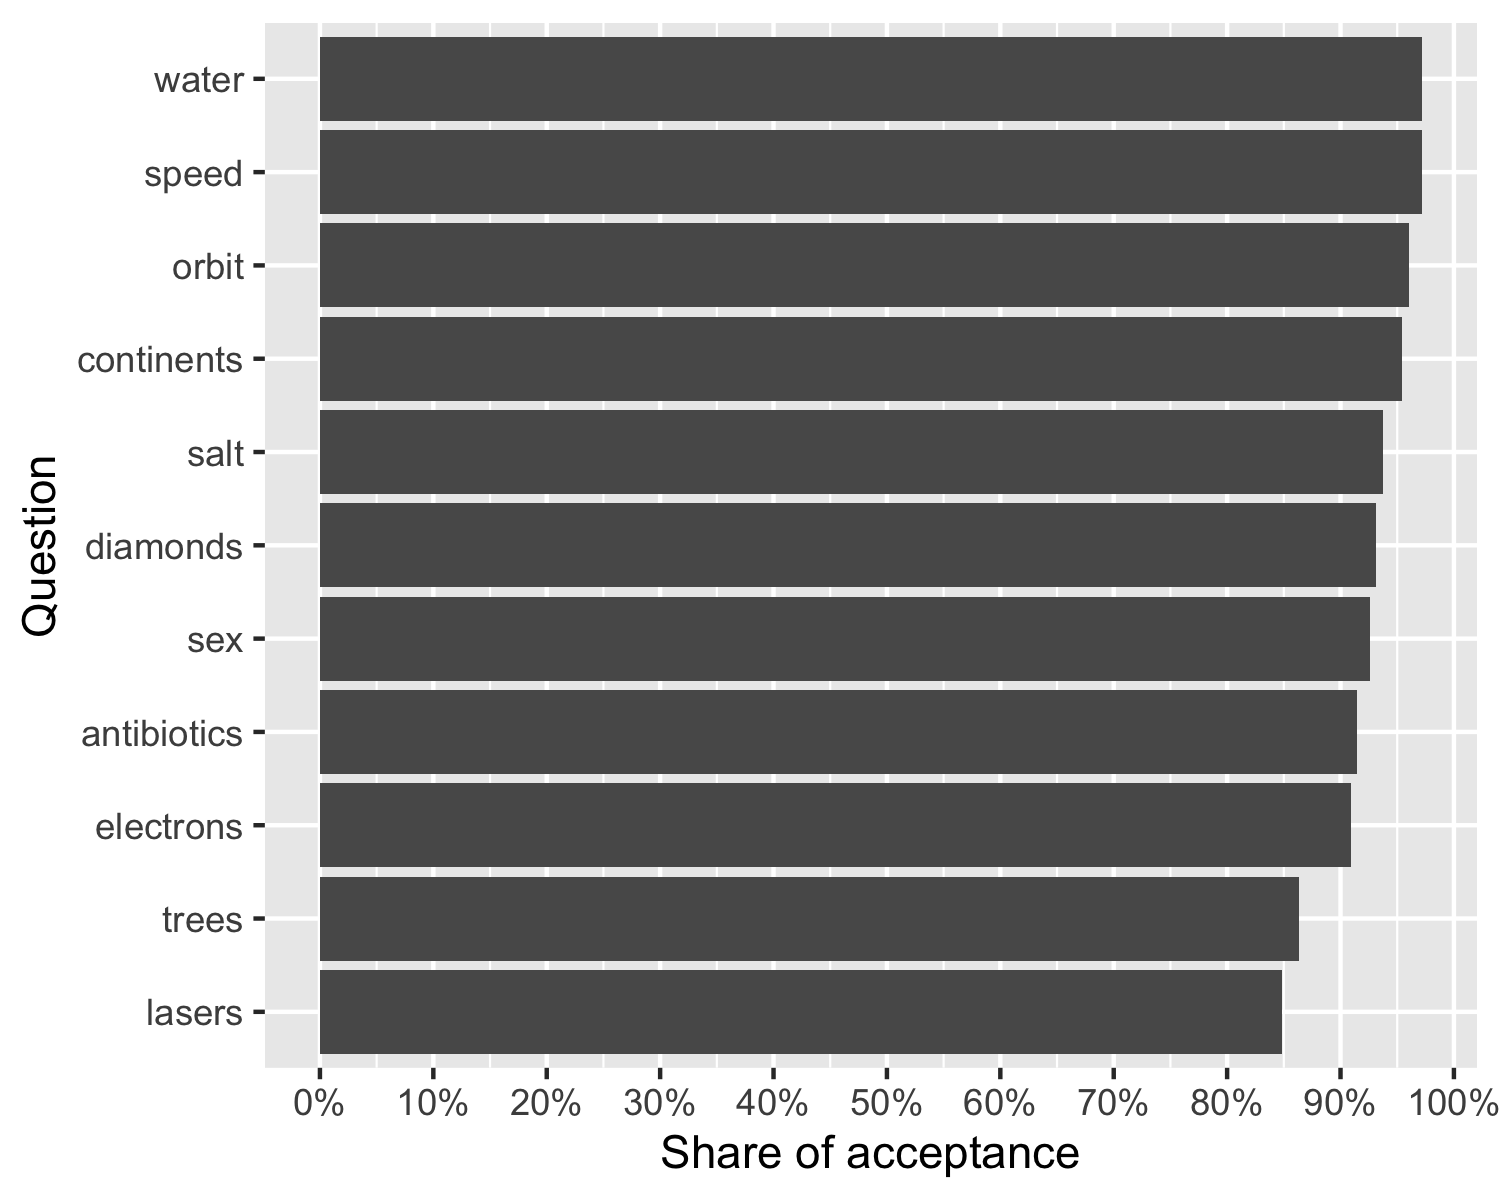 Question
water
speed
orbit
continents
salt
diamonds
sex
antibiotics
electrons
trees
lasers
0% 10% 20% 30% 40% 50% 60% 70% 80% 90% 100%
Share of acceptance